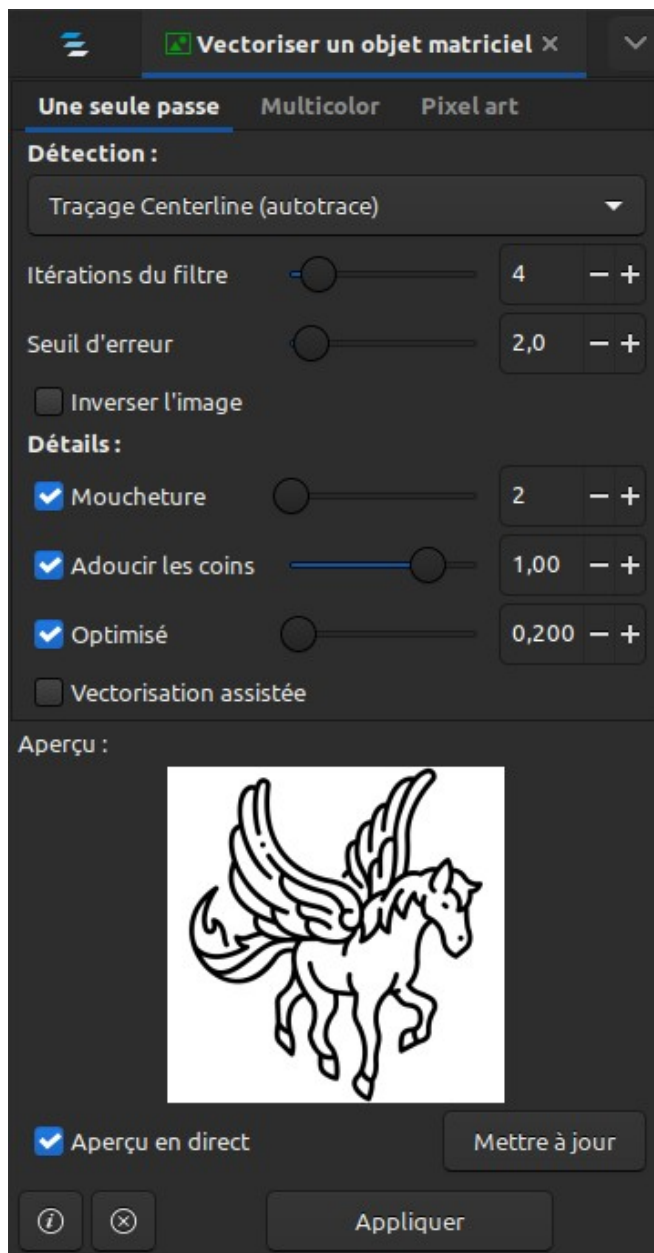 Vectoriser un objet matriciel
Une seule passe Multicolor Pixel art
Détection :
Traçage Centerline (autotrace)
Itérations du filtre 4
Seuil d'erreur 2,0
Inverser l'image
Détails :
Moucheture 2
Adoucir les coins 1,00
Optimisé 0,200
Vectorisation assistée
Aperçu :
Aperçu en direct Mettre à jour
Appliquer